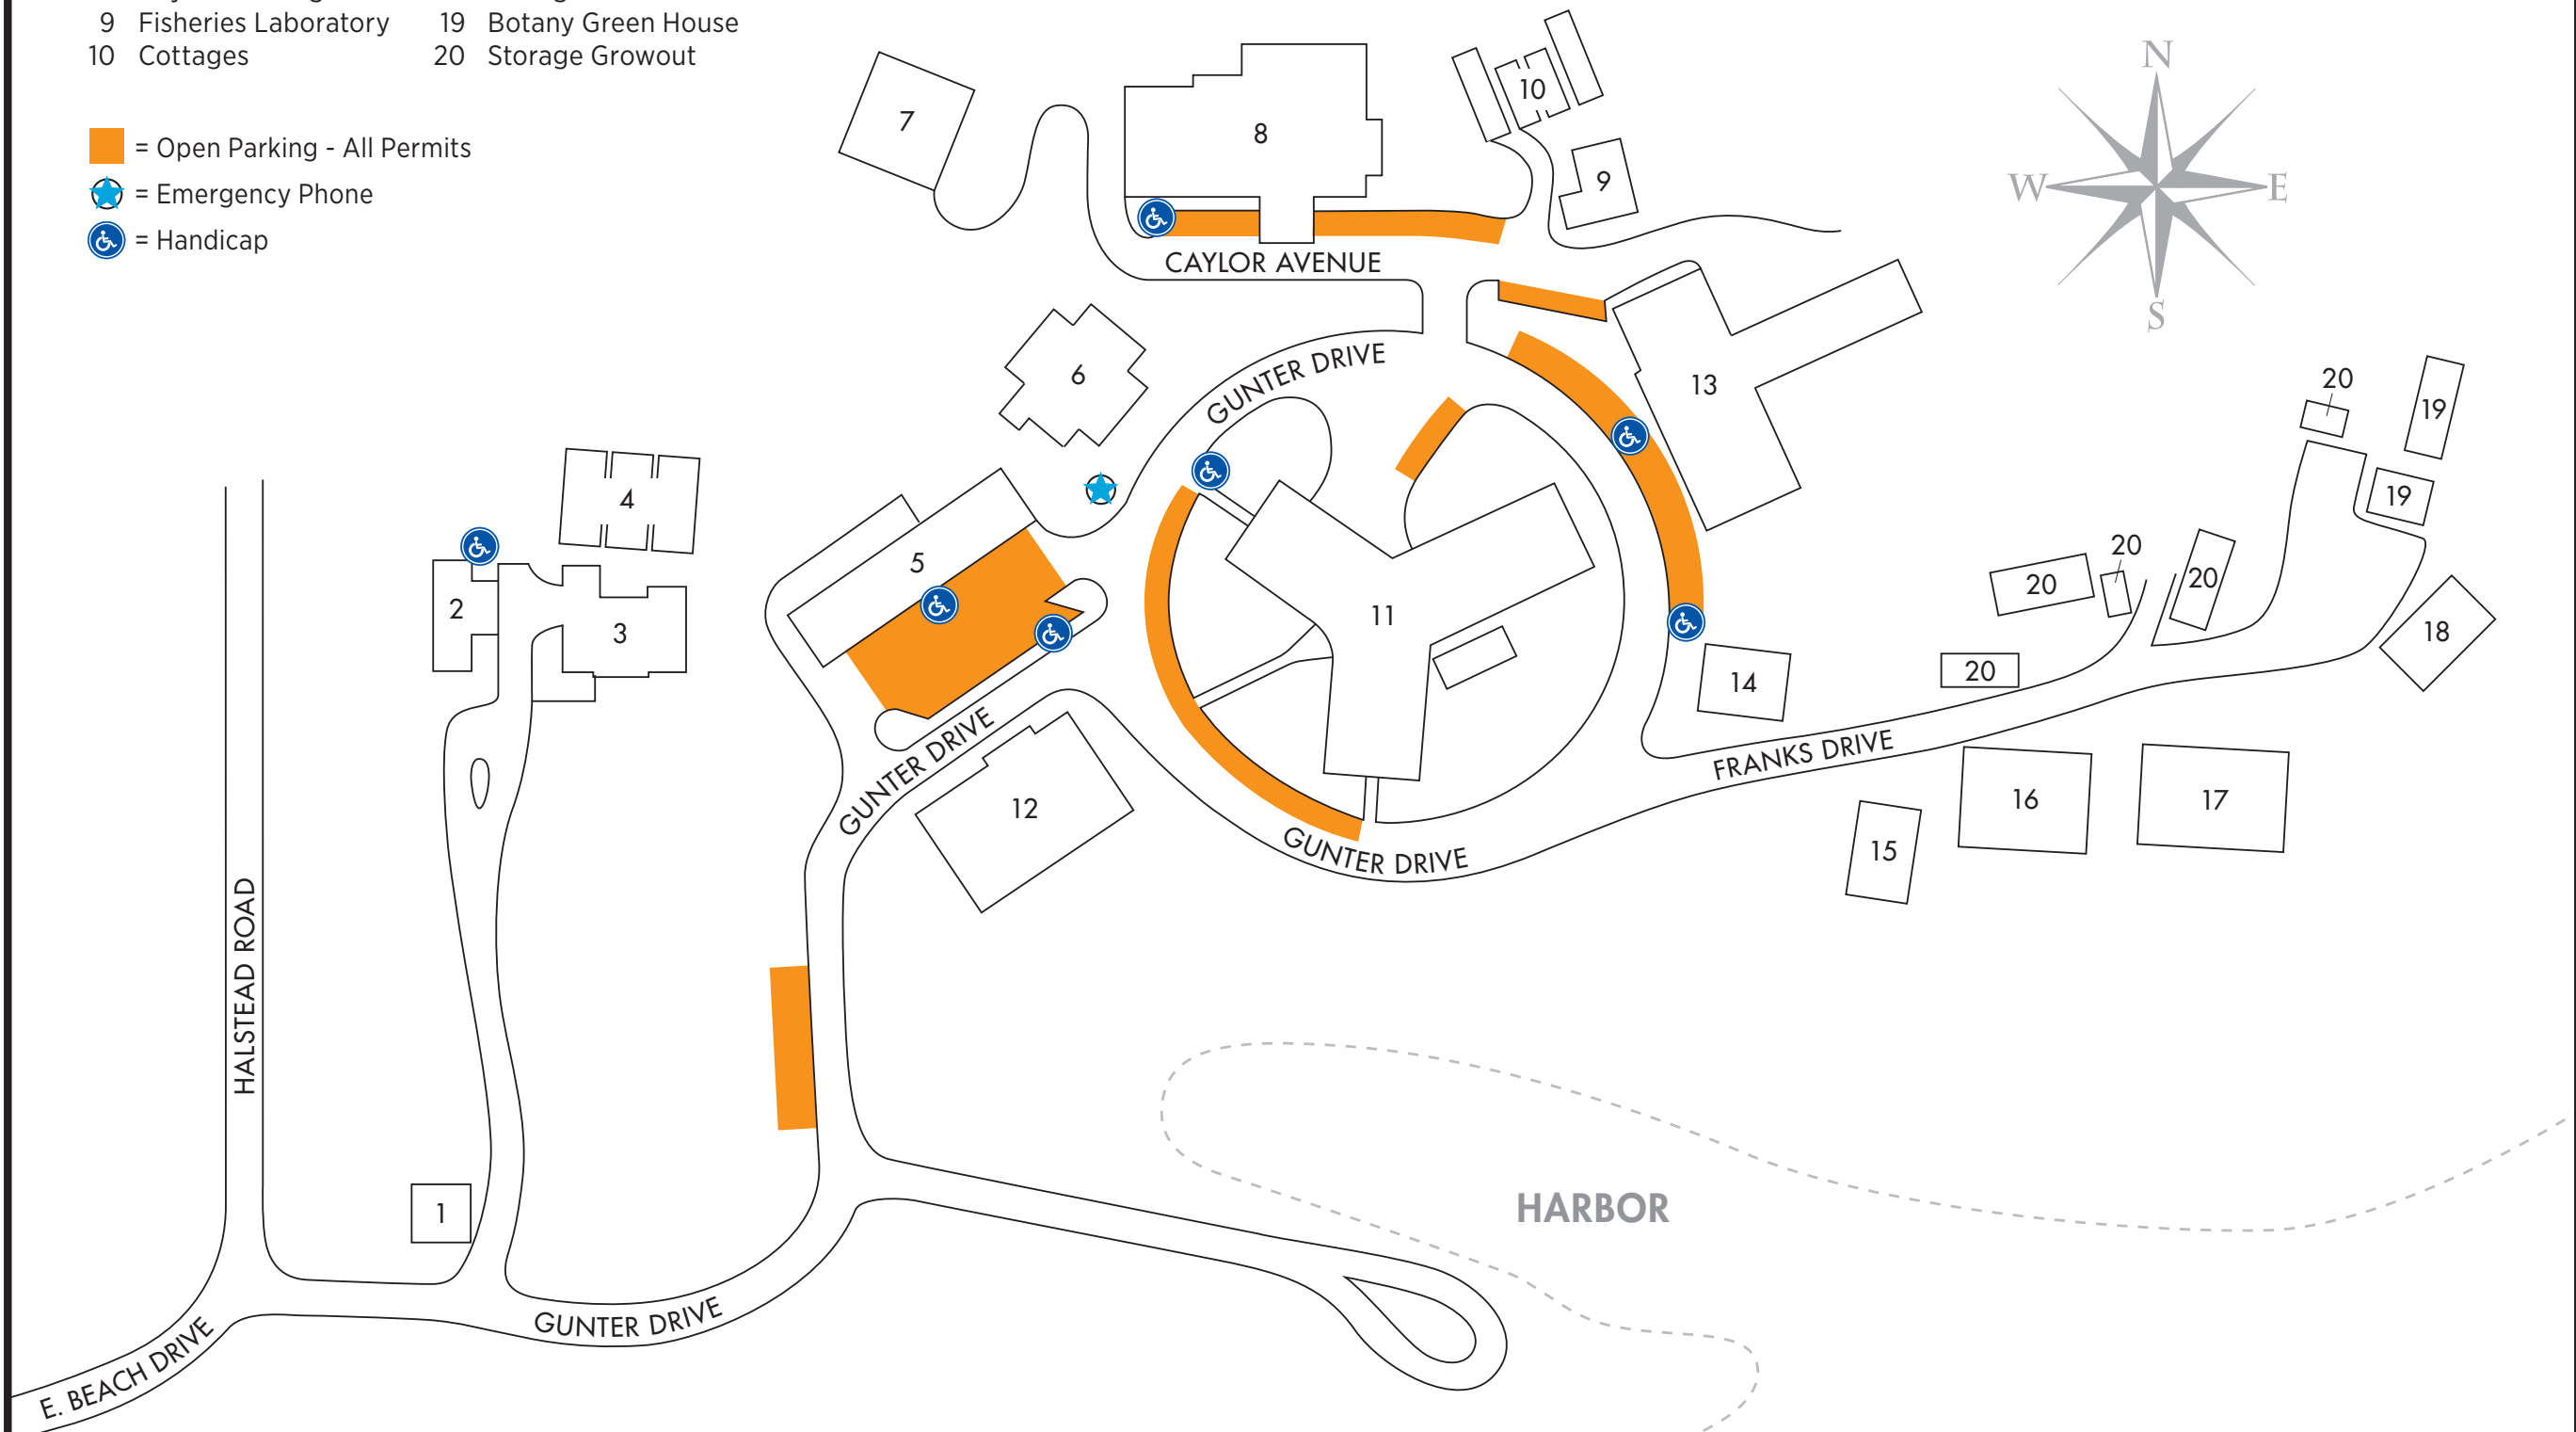 9 Fisheries Laboratory 19 Botany Green House
10 Cottages 20 Storage Growout
= Open Parking - All Permits
= Emergency Phone
= Handicap
N
W E
S
7
8
10
9
CAYLOR AVENUE
6
GUNTER DRIVE
13
20
19
19
4
5
2
3
11
20
20
20
18
14
20
GUNTER DRIVE
FRANKS DRIVE
12
16
17
15
GUNTER DRIVE
HALSTEAD ROAD
1
HARBOR
GUNTER DRIVE
E. BEACH DRIVE